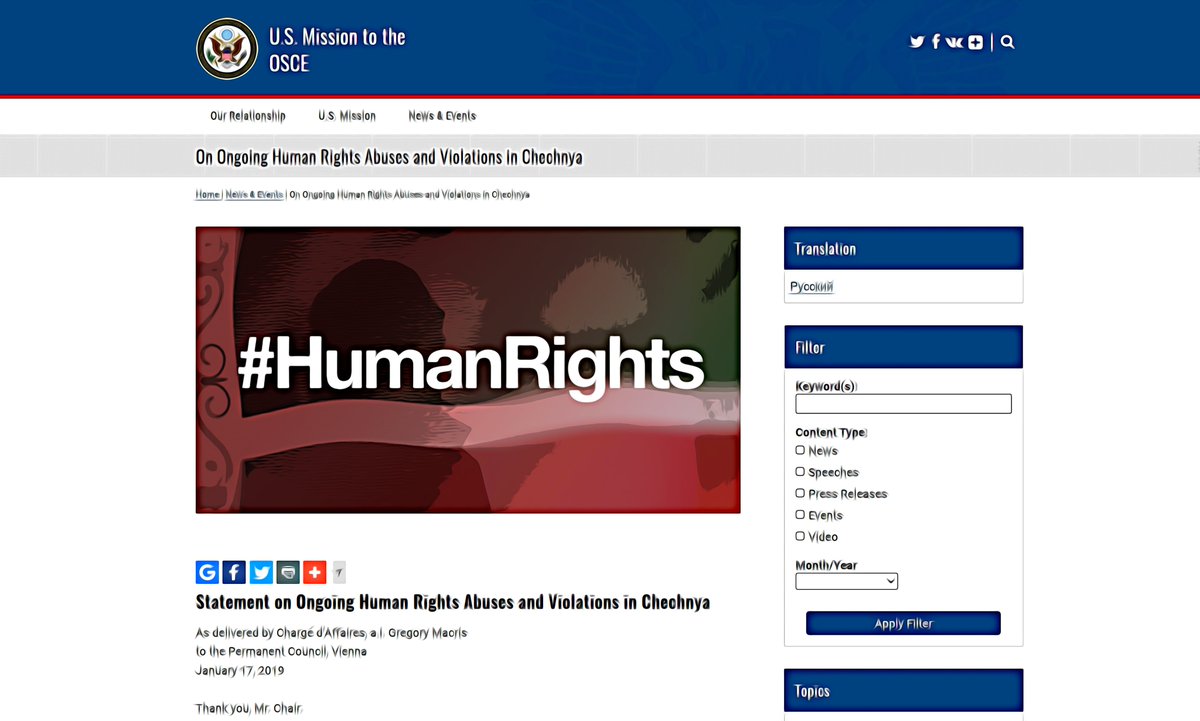 U.S. Mission to the
OSCE
Our Relationship U.S. Mission News & Events
On Ongoing Human Rights Abuses and Violations in Chechnya
Home | News & Events | On Ongoing Human Rights Abuses and Violations in Chechnya
#HumanRights
Statement on Ongoing Human Rights Abuses and Violations in Chechnya
As delivered by Chargé d'Affaires, a.i. Gregory Macris
to the Permanent Council, Vienna
January 17, 2019
Thank you, Mr. Chair.
Translation
Русский
Filter
Keyword(s)
Content Type
News
Speeches
Press Releases
Events
Video
Month/Year
Apply Filter
Topics